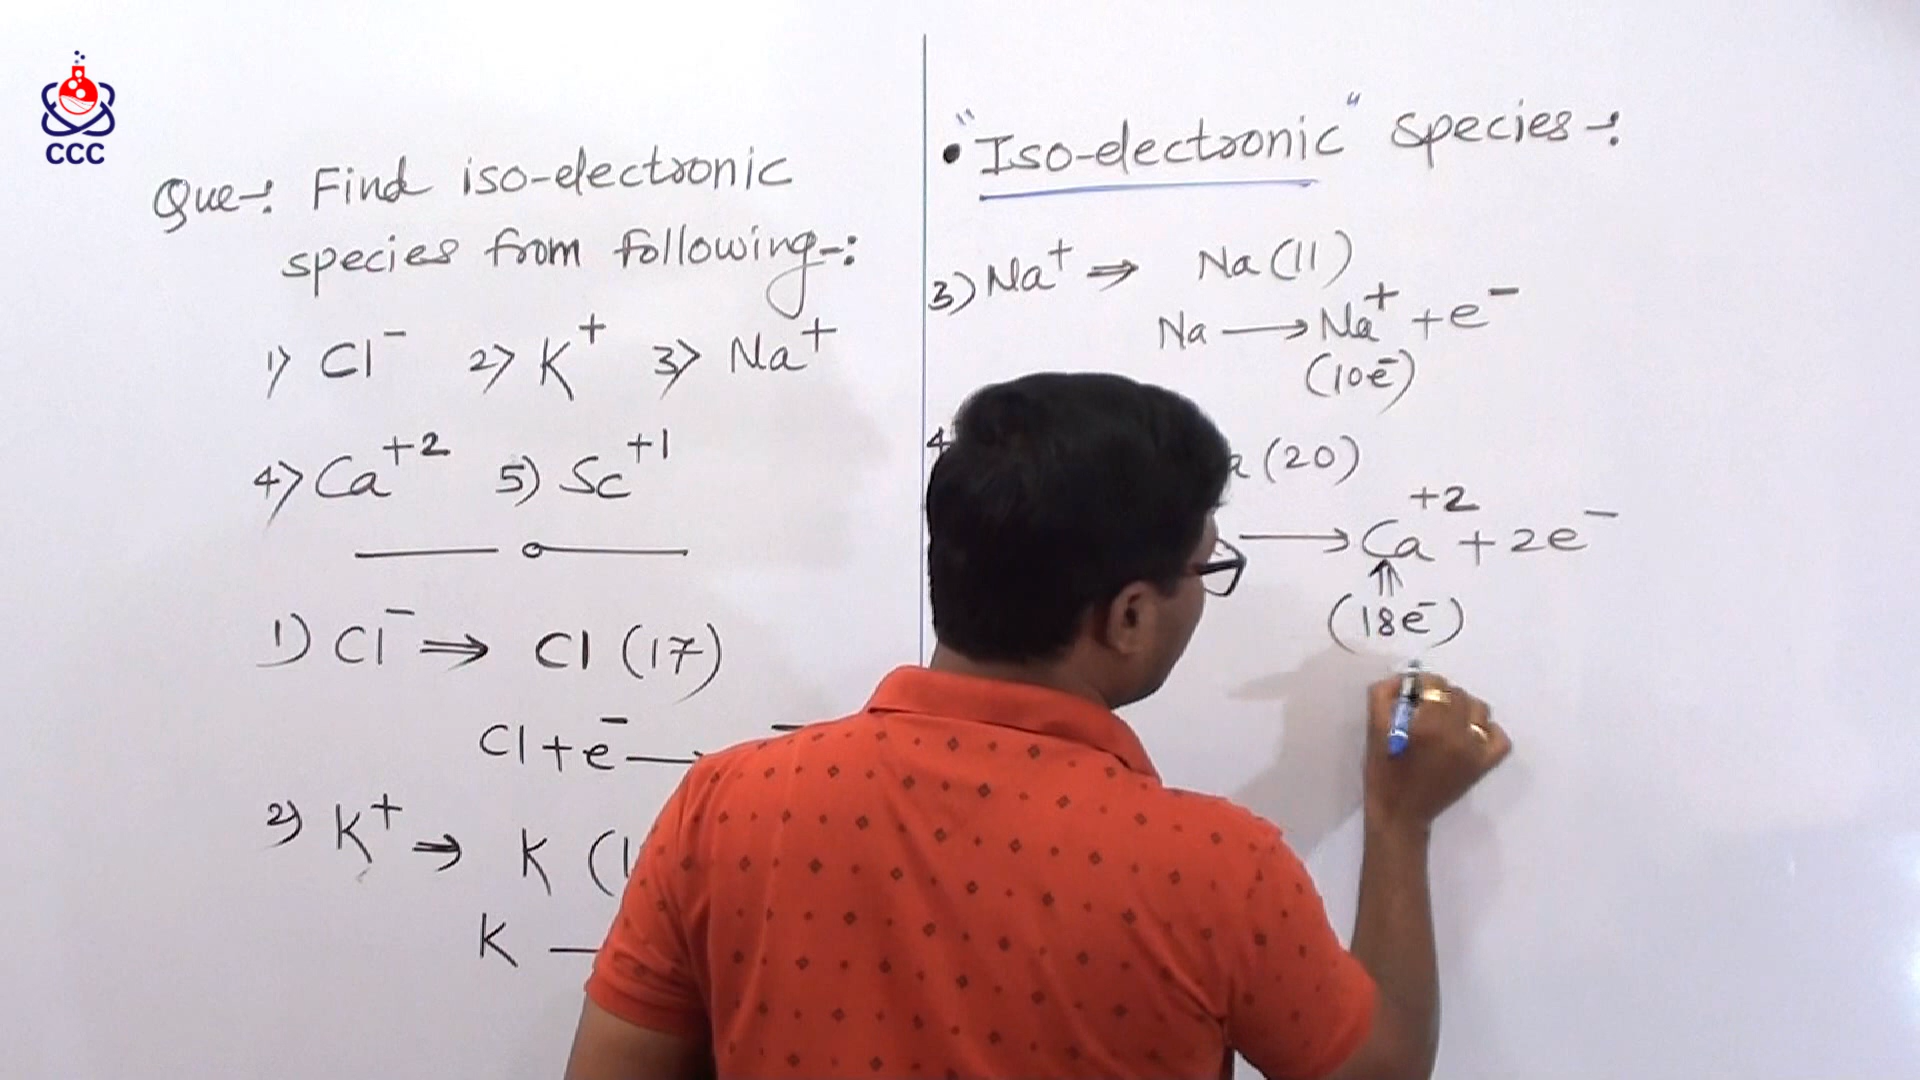 CCC
Que-: Find iso-electronic
species from following-:
1) Cl⁻ 2) K⁺ 3) Na⁺
4) Ca⁺² 5) Sc⁺¹
1) Cl⁻ ⇒ Cl (17)
Cl + e⁻ →
2) K⁺ ⇒ K (1
K —
• "Iso-electronic" Species-:
3) Na⁺ ⇒ Na (11)
Na → Na⁺ + e⁻
(10e⁻)
4 a (20)
→ Ca⁺² + 2e⁻
(18e⁻)